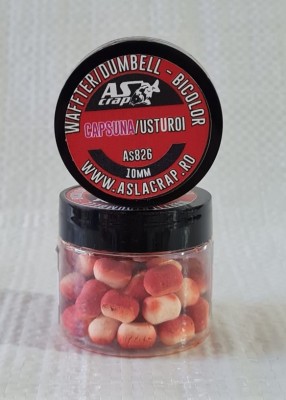 WAFFTER/DUMBELL - BICOLOR
AS
crap
CAPSUNA/USTUROI
AS826
10MM
WWW.ASLACRAP.RO